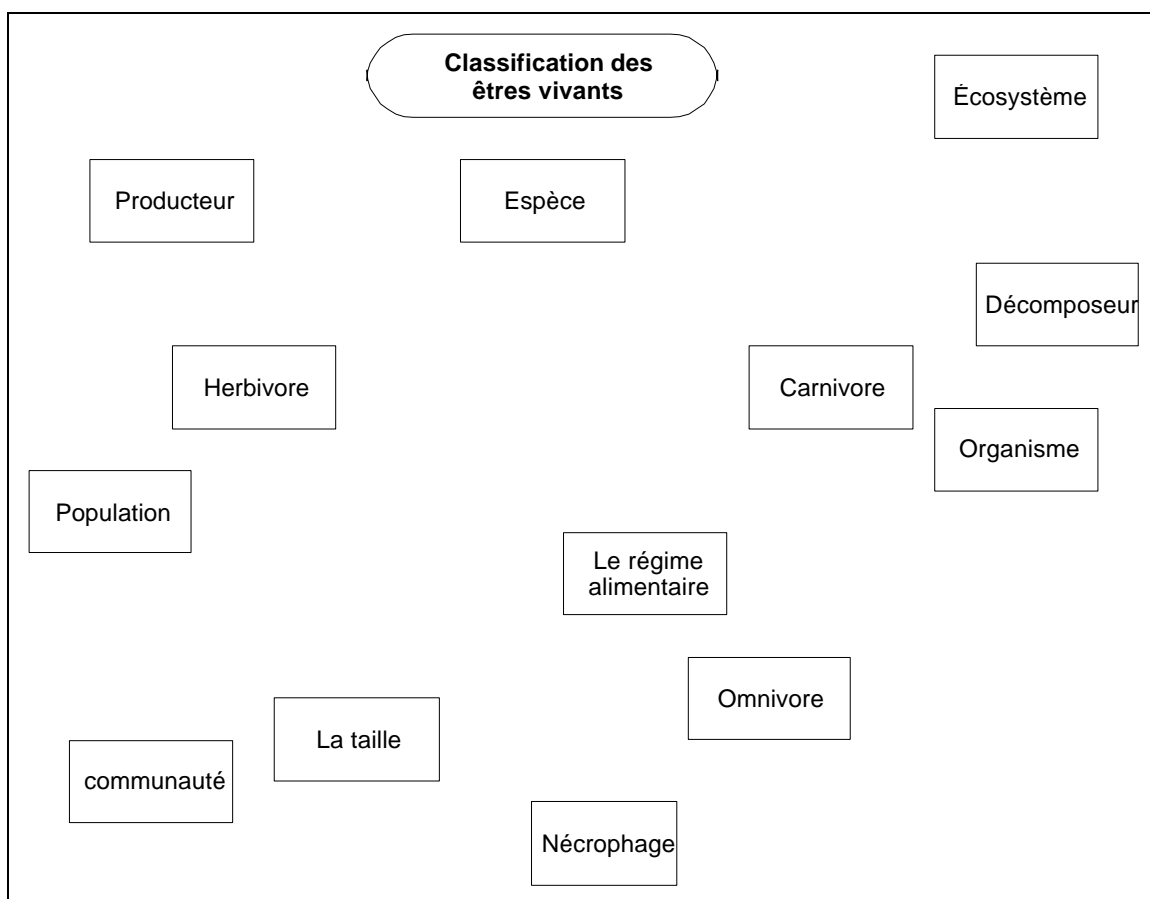 Classification des
êtres vivants
Écosystème
Producteur
Espèce
Décomposeur
Herbivore
Carnivore
Organisme
Population
Le régime
alimentaire
Omnivore
La taille
communauté
Nécrophage